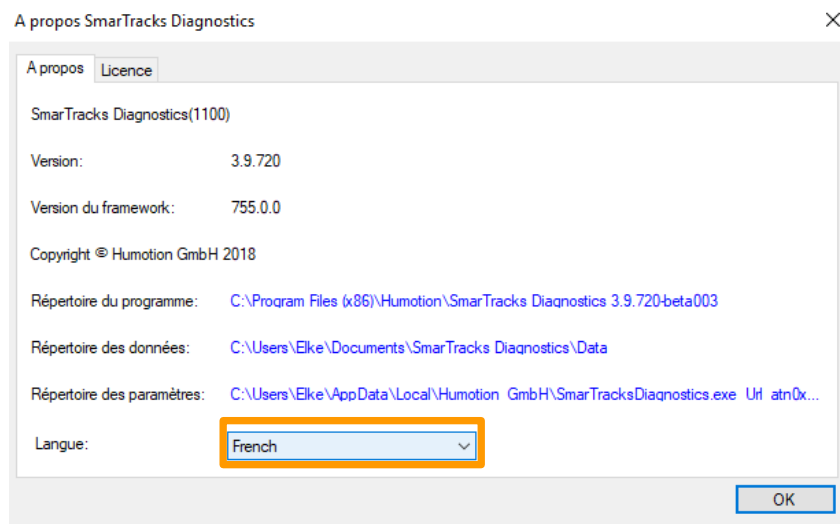 A propos SmarTracks Diagnostics
A propos Licence
SmarTracks Diagnostics(1100)
Version: 3.9.720
Version du framework: 755.0.0
Copyright © Humotion GmbH 2018
Répertoire du programme: C:\Program Files (x86)\Humotion\SmarTracks Diagnostics 3.9.720-beta003
Répertoire des données: C:\Users\Elke\Documents\SmarTracks Diagnostics\Data
Répertoire des paramètres: C:\Users\Elke\AppData\Local\Humotion_GmbH\SmarTracksDiagnostics.exe_Url_atn0x...
Langue: French
OK